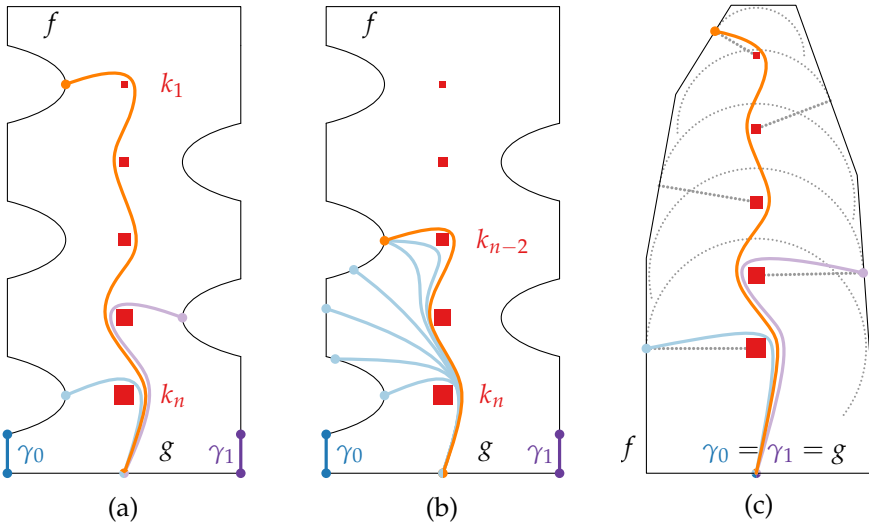 f
k₁
kₙ
γ₀
g
γ₁
(a)
f
kₙ₋₂
kₙ
γ₀
g
γ₁
(b)
f
γ₀ = γ₁ = g
(c)